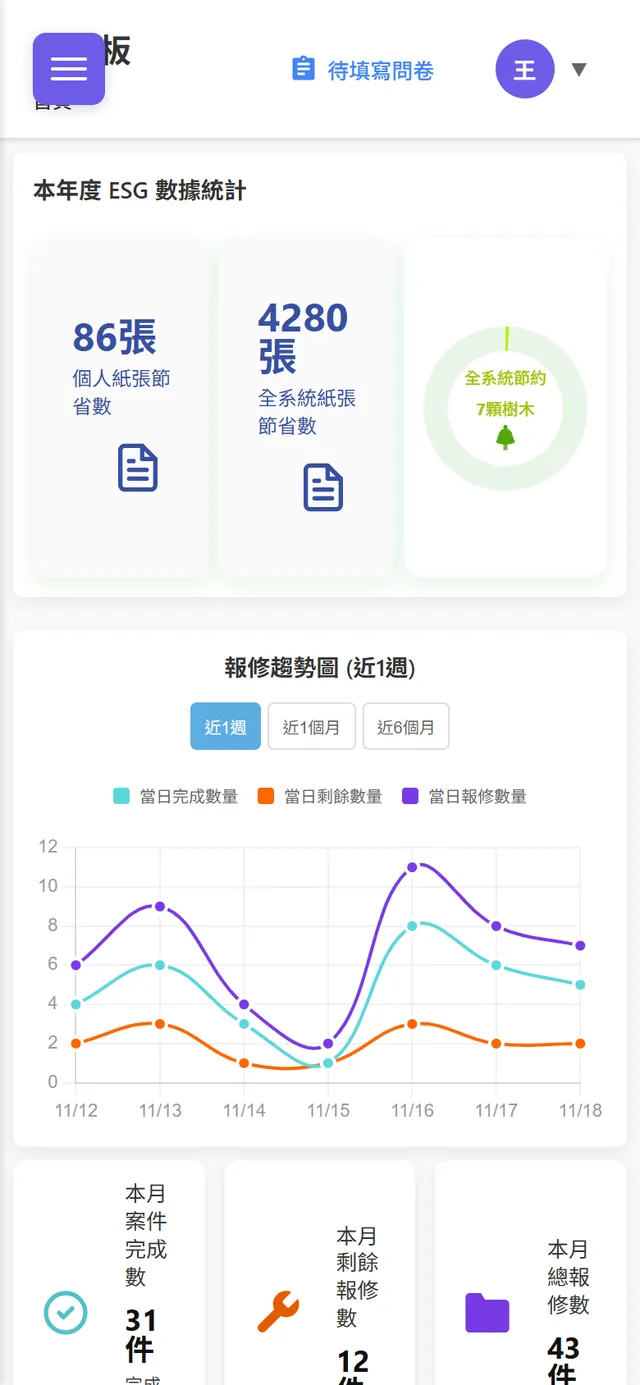 板
待填寫問卷
王
首頁
本年度 ESG 數據統計
86張
個人紙張節
省數
4280
張
全系統紙張
節省數
全系統節約
7顆樹木
報修趨勢圖 (近1週)
近1週
近1個月
近6個月
當日完成數量
當日剩餘數量
當日報修數量
12
10
8
6
4
2
0
11/12
11/13
11/14
11/15
11/16
11/17
11/18
本月
案件
完成
數
31
件
完成
本月
剩餘
報修
數
12
件
本月
總報
修數
43
件